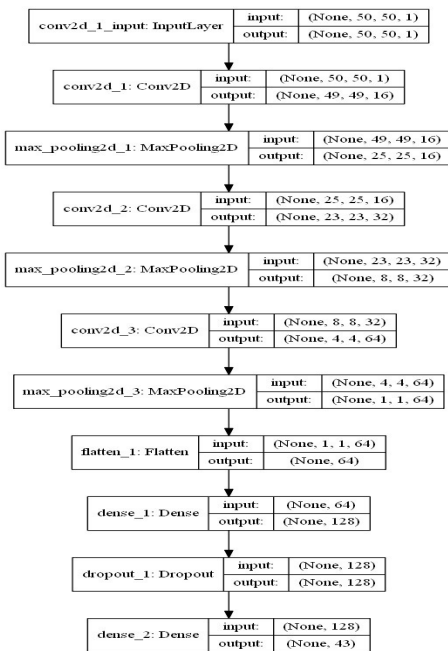 conv2d_1_input: InputLayer
input: (None, 50, 50, 1)
output: (None, 50, 50, 1)
conv2d_1: Conv2D
input: (None, 50, 50, 1)
output: (None, 49, 49, 16)
max_pooling2d_1: MaxPooling2D
input: (None, 49, 49, 16)
output: (None, 25, 25, 16)
conv2d_2: Conv2D
input: (None, 25, 25, 16)
output: (None, 23, 23, 32)
max_pooling2d_2: MaxPooling2D
input: (None, 23, 23, 32)
output: (None, 8, 8, 32)
conv2d_3: Conv2D
input: (None, 8, 8, 32)
output: (None, 4, 4, 64)
max_pooling2d_3: MaxPooling2D
input: (None, 4, 4, 64)
output: (None, 1, 1, 64)
flatten_1: Flatten
input: (None, 1, 1, 64)
output: (None, 64)
dense_1: Dense
input: (None, 64)
output: (None, 128)
dropout_1: Dropout
input: (None, 128)
output: (None, 128)
dense_2: Dense
input: (None, 128)
output: (None, 43)